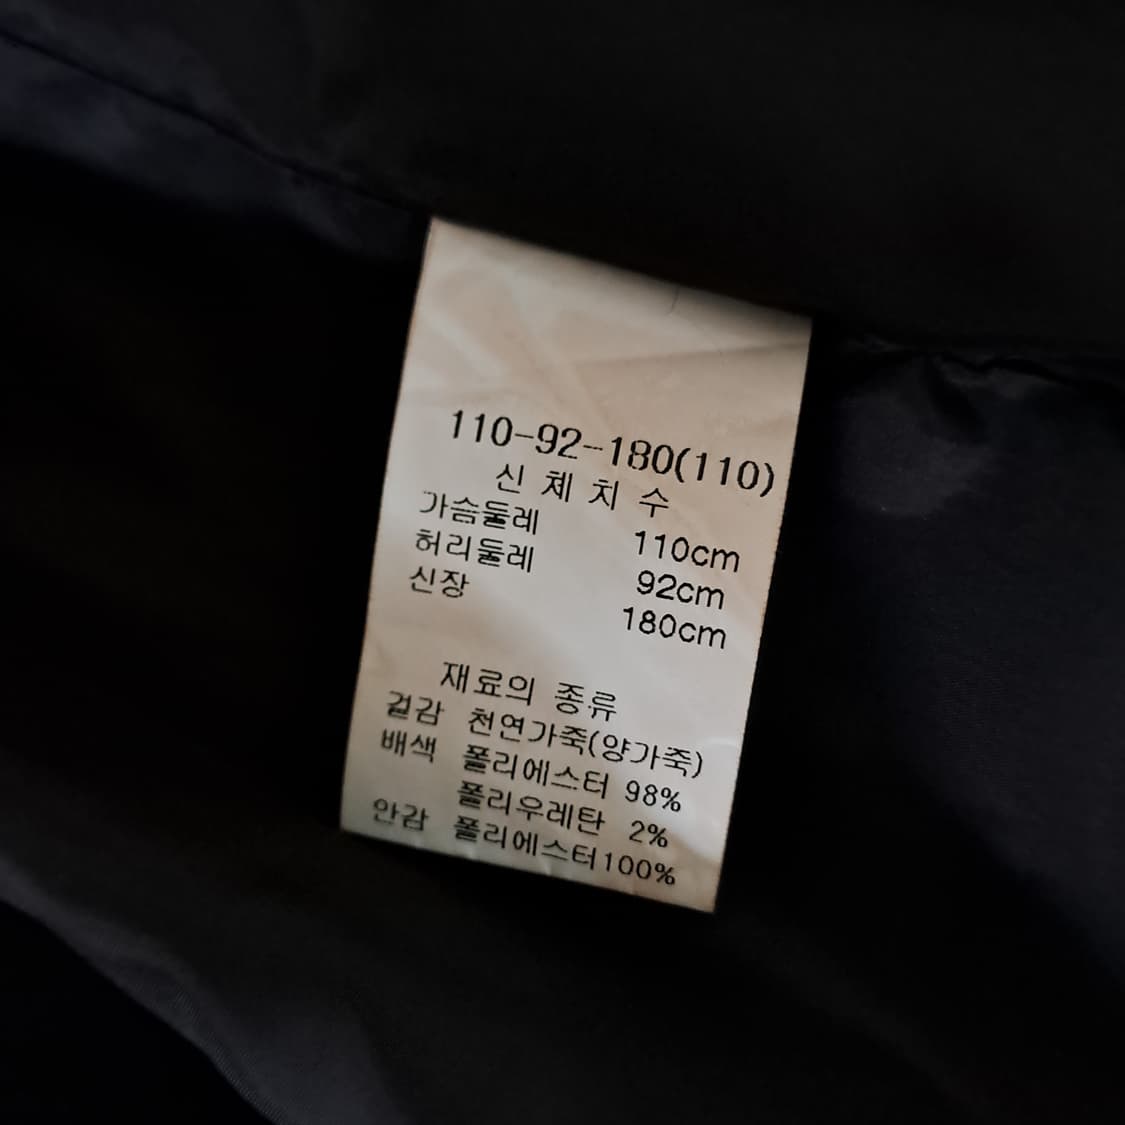 110-92-180(110)
신 체 치 수
가슴둘레 110cm
허리둘레 92cm
신장 180cm
재료의 종류
겉감 천연가죽(양가죽)
배색 폴리에스터 98%
폴리우레탄 2%
안감 폴리에스터100%